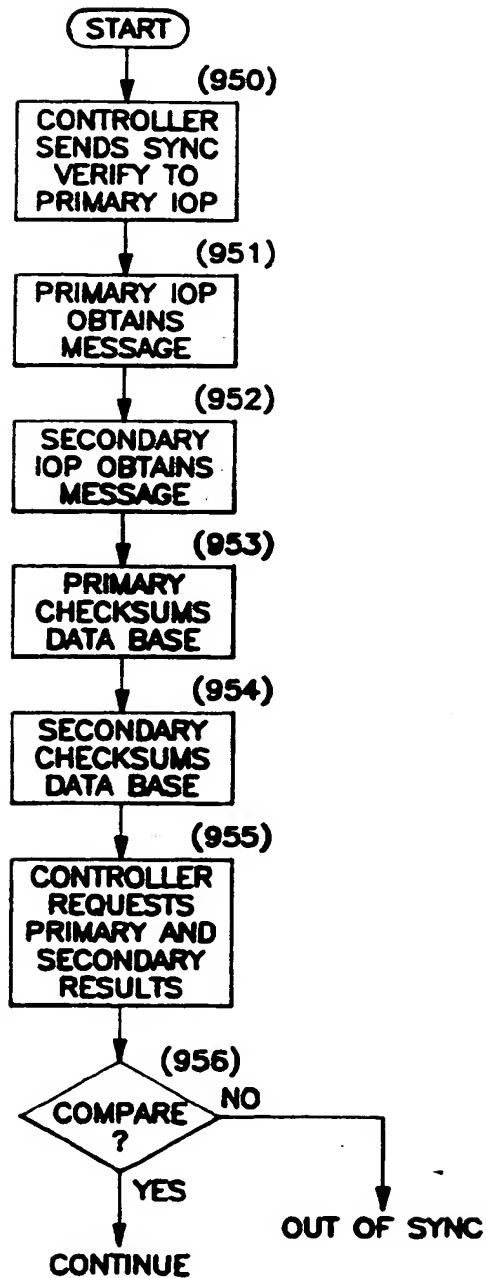 START
(950)
CONTROLLER
SENDS SYNC
VERIFY TO
PRIMARY IOP
(951)
PRIMARY IOP
OBTAINS
MESSAGE
(952)
SECONDARY
IOP OBTAINS
MESSAGE
(953)
PRIMARY
CHECKSUMS
DATA BASE
(954)
SECONDARY
CHECKSUMS
DATA BASE
(955)
CONTROLLER
REQUESTS
PRIMARY AND
SECONDARY
RESULTS
(956)
COMPARE
?
NO
YES
OUT OF SYNC
CONTINUE